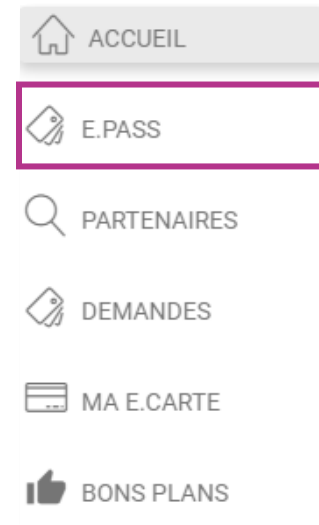 ACCUEIL
E.PASS
PARTENAIRES
DEMANDES
MA E.CARTE
BONS PLANS